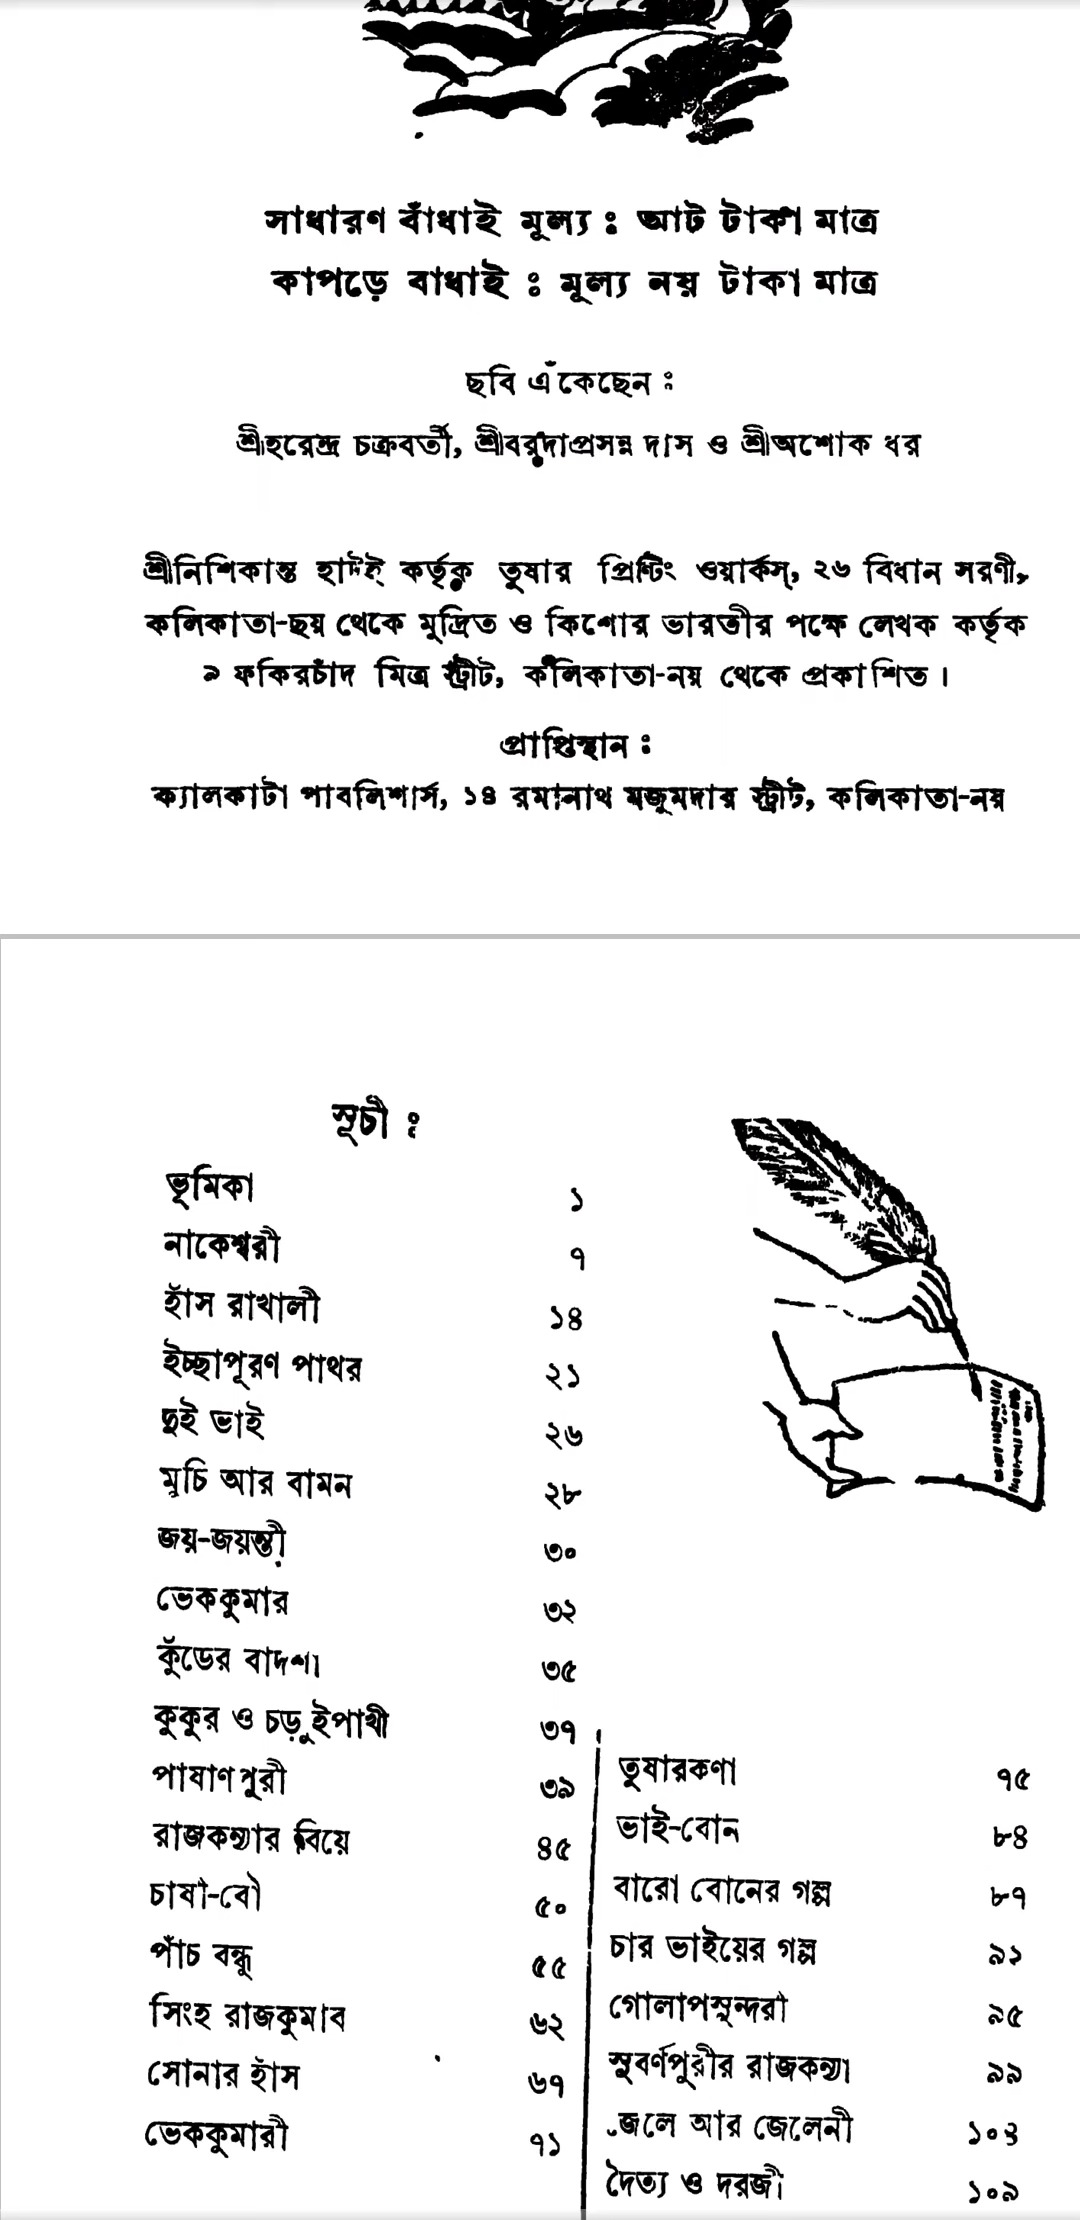 সাধারণ বাঁধাই মূল্য : আট টাকা মাত্র
কাপড়ে বাধাই : মূল্য নয় টাকা মাত্র
ছবি এঁকেছেন :
শ্রীহরেন্দ্র চক্রবর্তী, শ্রীবরদাপ্রসন্ন দাস ও শ্রীঅশোক ধর
শ্রীনিশিকান্ত হাটই কর্তৃক তুষার প্রিন্টিং ওয়ার্কস্, ২৬ বিধান সরণী,
কলিকাতা-ছয় থেকে মুদ্রিত ও কিশোর ভারতীর পক্ষে লেখক কর্তৃক
৯ ফকিরচাঁদ মিত্র স্ট্রীট, কলিকাতা-নয় থেকে প্রকাশিত।
প্রাপ্তিস্থান :
ক্যালকাটা পাবলিশার্স, ১৪ রমানাথ মজুমদার স্ট্রীট, কলিকাতা-নয়
সূচী :
ভূমিকা ১
নাকেশ্বরী ৭
হাঁস রাখালী ১৪
ইচ্ছাপূরণ পাথর ২১
দুই ভাই ২৬
মুচি আর বামন ২৮
জয়-জয়ন্তী ৩০
ভেককুমার ৩২
কুঁড়ের বাদশা ৩৫
কুকুর ও চড়ুইপাখী ৩৭
পাষাণপুরী ৩৯
রাজকন্যার বিয়ে ৪৫
চাষী-বৌ ৫০
পাঁচ বন্ধু ৫৫
সিংহ রাজকুমার ৬২
সোনার হাঁস ৬৭
ভেককুমারী ৭১
তুষারকণা ৭৫
ভাই-বোন ৮৪
বারো বোনের গল্প ৮৭
চার ভাইয়ের গল্প ৯২
গোলাপসুন্দরী ৯৫
সুবর্ণপুরীর রাজকন্যা ৯৯
জেলে আর জেলেনী ১০৩
দৈত্য ও দরজী ১০৯